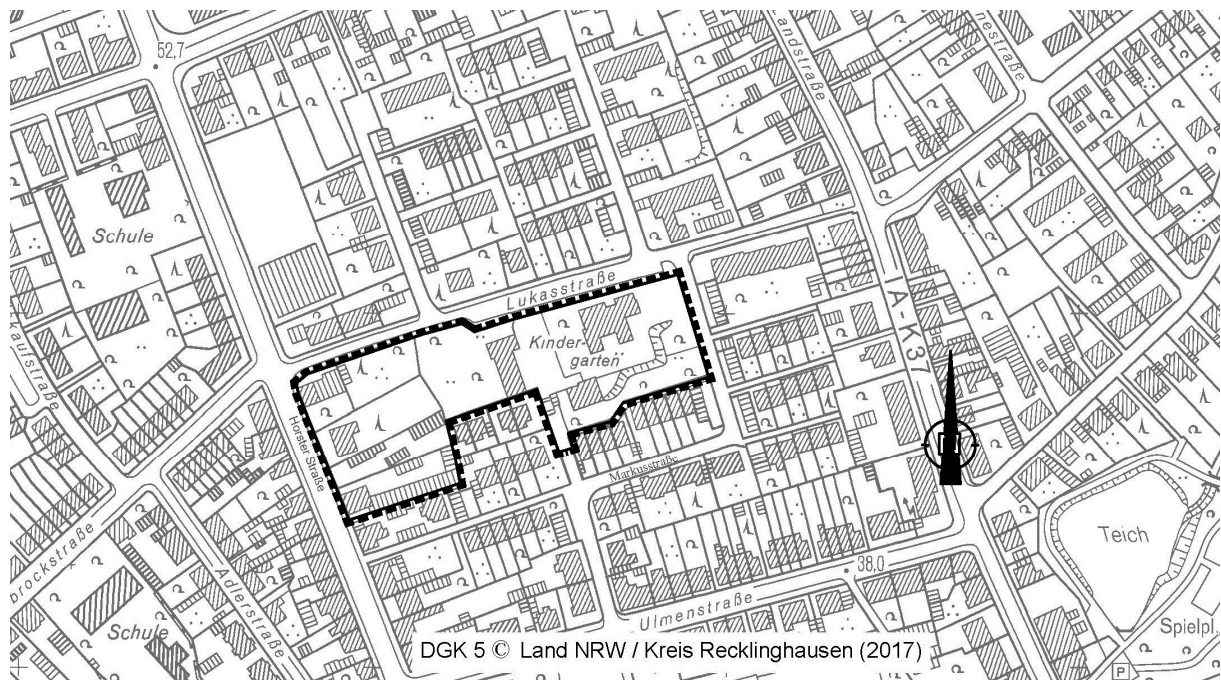 52,7
Schule
Lukasstraße
Kinder-
garten
A-K37
Horster Straße
Markusstraße
Adlerstraße
Teich
38,0
Ulmenstraße
Schule
Spielpl.
P
DGK 5 © Land NRW / Kreis Recklinghausen (2017)